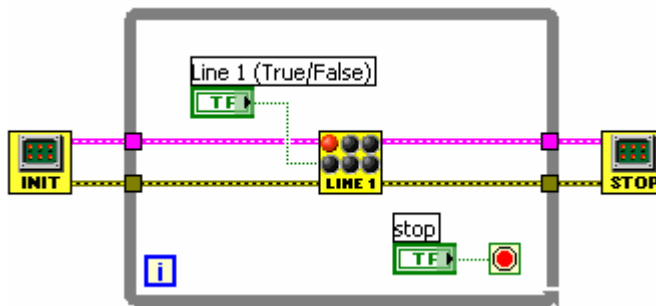 Line 1 (True/False)
TF
INIT
LINE 1
STOP
stop
TF
i